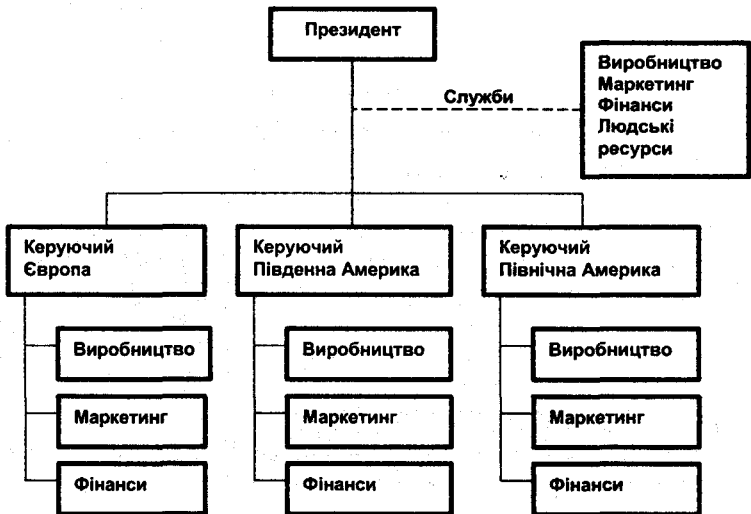 Президент
Служби
Виробництво
Маркетинг
Фінанси
Людські
ресурси
Керуючий
Європа
Керуючий
Південна Америка
Керуючий
Північна Америка
Виробництво
Виробництво
Виробництво
Маркетинг
Маркетинг
Маркетинг
Фінанси
Фінанси
Фінанси